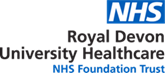 NHS
Royal Devon
University Healthcare
NHS Foundation Trust